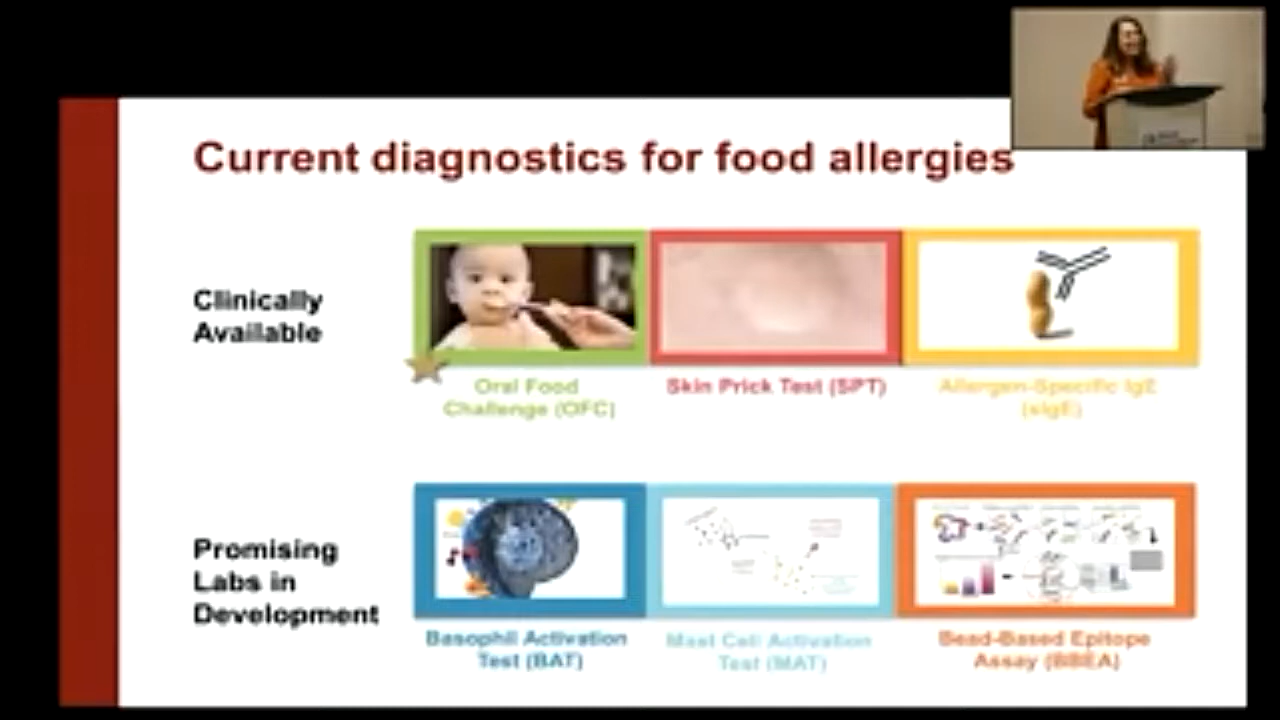 Current diagnostics for food allergies
Clinically
Available
Oral Food
Challenge (OFC)
Skin Prick Test (SPT)
Allergen-Specific IgE
(sIgE)
Promising
Labs in
Development
Basophil Activation
Test (BAT)
Mast Cell Activation
Test (MAT)
Bead-Based Epitope
Assay (BBEA)